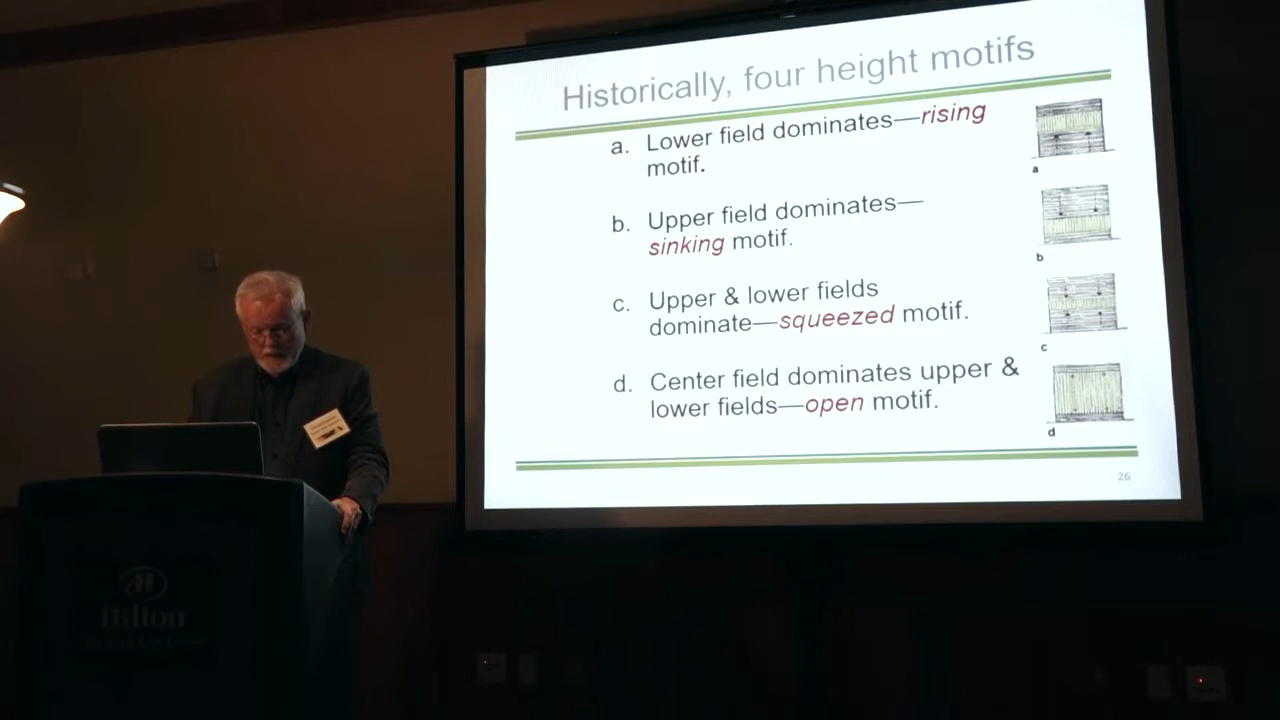 Historically, four height motifs
a. Lower field dominates—rising
motif.
b. Upper field dominates—
sinking motif.
c. Upper & lower fields
dominate—squeezed motif.
d. Center field dominates upper &
lower fields—open motif.
a
b
c
d
26
H
Hilton